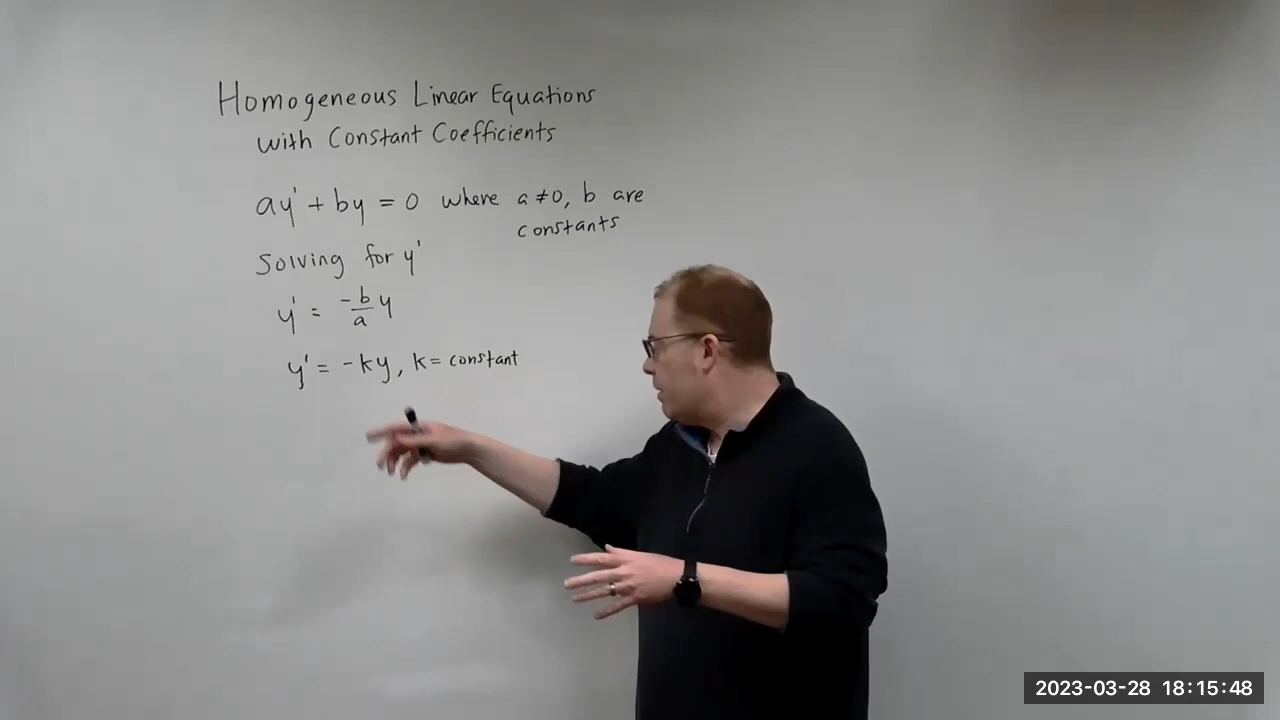 Homogeneous Linear Equations
with Constant Coefficients
ay' + by = 0 where a ≠ 0, b are
constants
Solving for y'
y' = -b/a y
y' = -ky, k = constant
2023-03-28 18:15:48